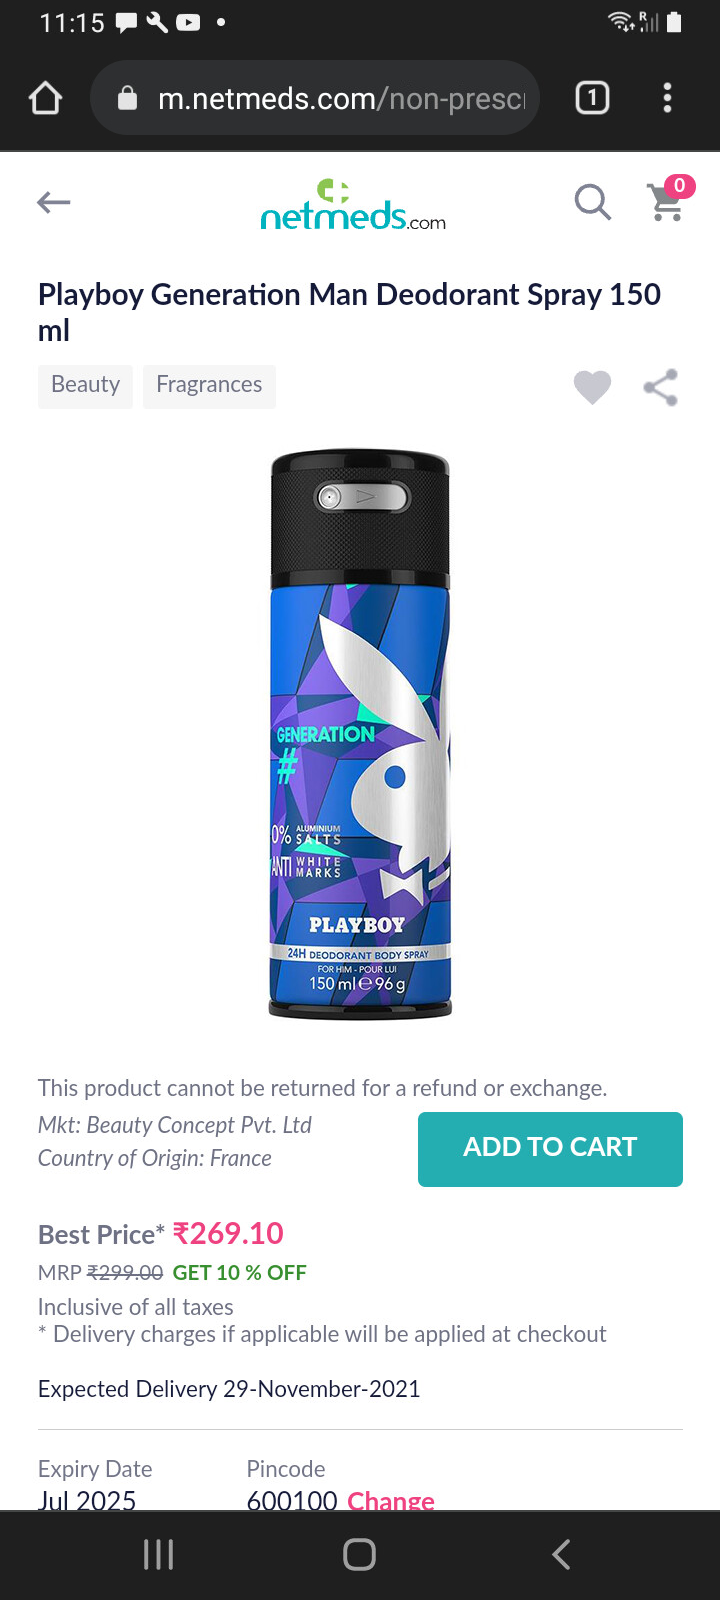 11:15
R
m.netmeds.com/non-presc
1
netmeds.com
0
Playboy Generation Man Deodorant Spray 150
ml
Beauty
Fragrances
GENERATION
#
0% ALUMINIUM
SALTS
ANTI WHITE
MARKS
PLAYBOY
24H DEODORANT BODY SPRAY
FOR HIM - POUR LUI
150 ml e 96 g
This product cannot be returned for a refund or exchange.
Mkt: Beauty Concept Pvt. Ltd
Country of Origin: France
ADD TO CART
Best Price* ₹269.10
MRP ₹299.00 GET 10 % OFF
Inclusive of all taxes
* Delivery charges if applicable will be applied at checkout
Expected Delivery 29-November-2021
Expiry Date
Pincode
Jul 2025
600100 Change